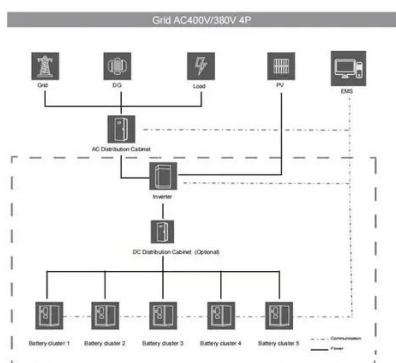 Grid AC400V/380V 4P
Grid
DG
Load
PV
EMS
AC Distribution Cabinet
Inverter
DC Distribution Cabinet (Optional)
Battery cluster 1
Battery cluster 2
Battery cluster 3
Battery cluster 4
Battery cluster 5
Communication
Power